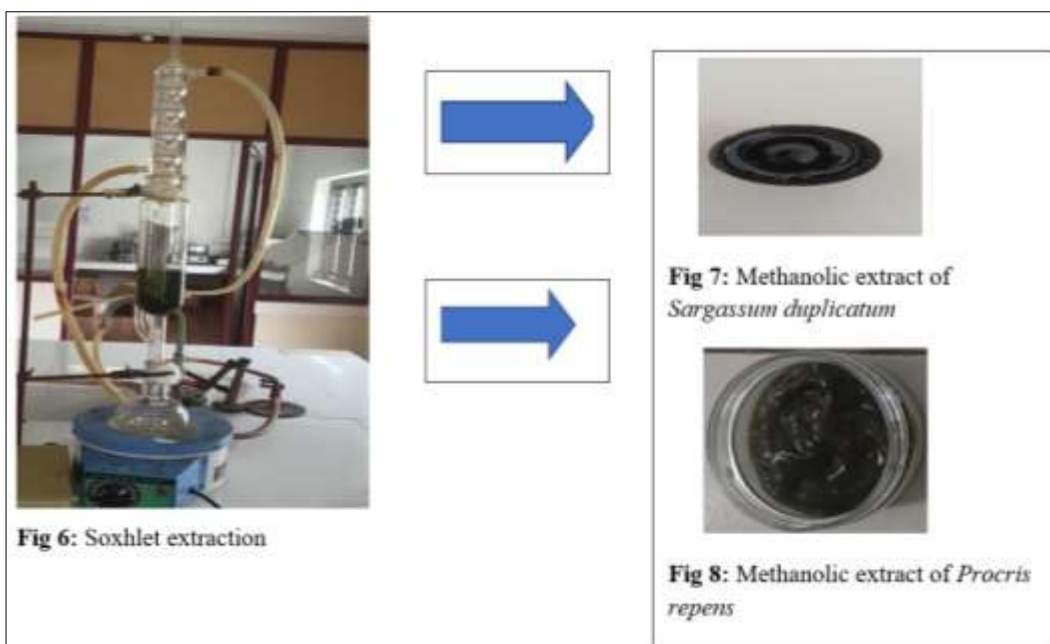 Fig 6: Soxhlet extraction
Fig 7: Methanolic extract of
Sargassum duplicatum
Fig 8: Methanolic extract of Procris
repens